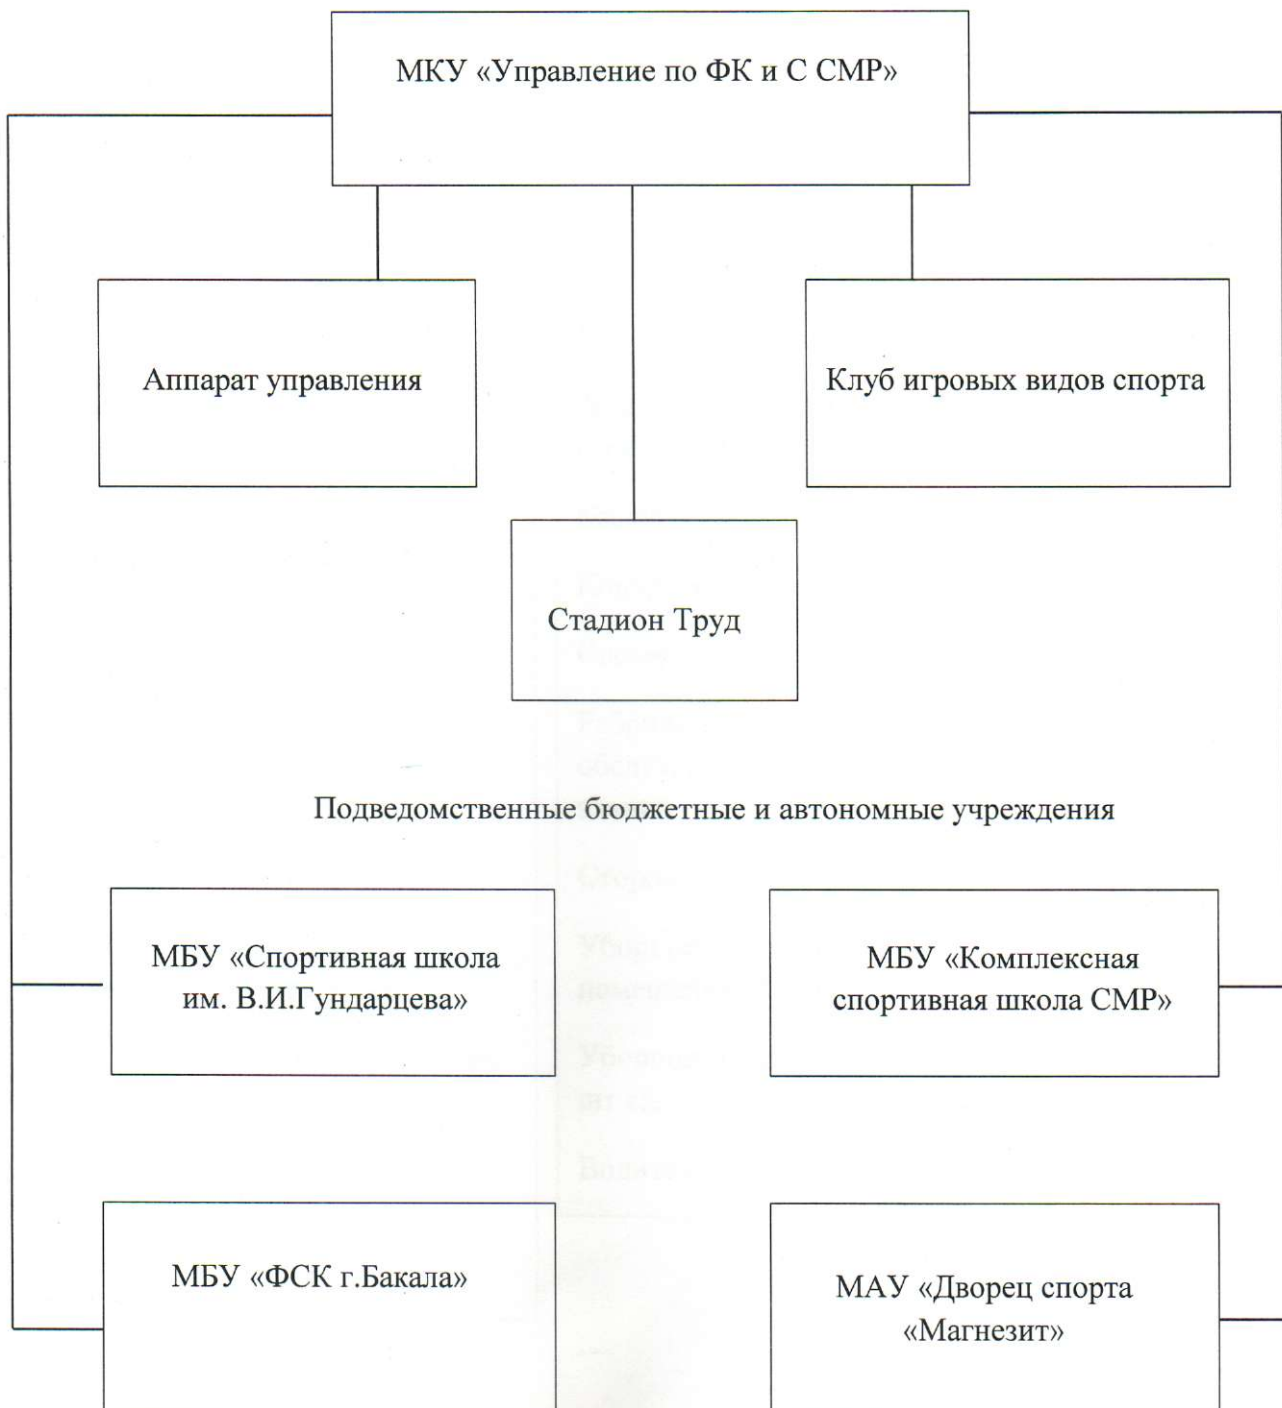 МКУ «Управление по ФК и С СМР»
Аппарат управления
Клуб игровых видов спорта
Стадион Труд
Подведомственные бюджетные и автономные учреждения
МБУ «Спортивная школа
им. В.И.Гундарцева»
МБУ «Комплексная
спортивная школа СМР»
МБУ «ФСК г.Бакала»
МАУ «Дворец спорта
«Магнезит»